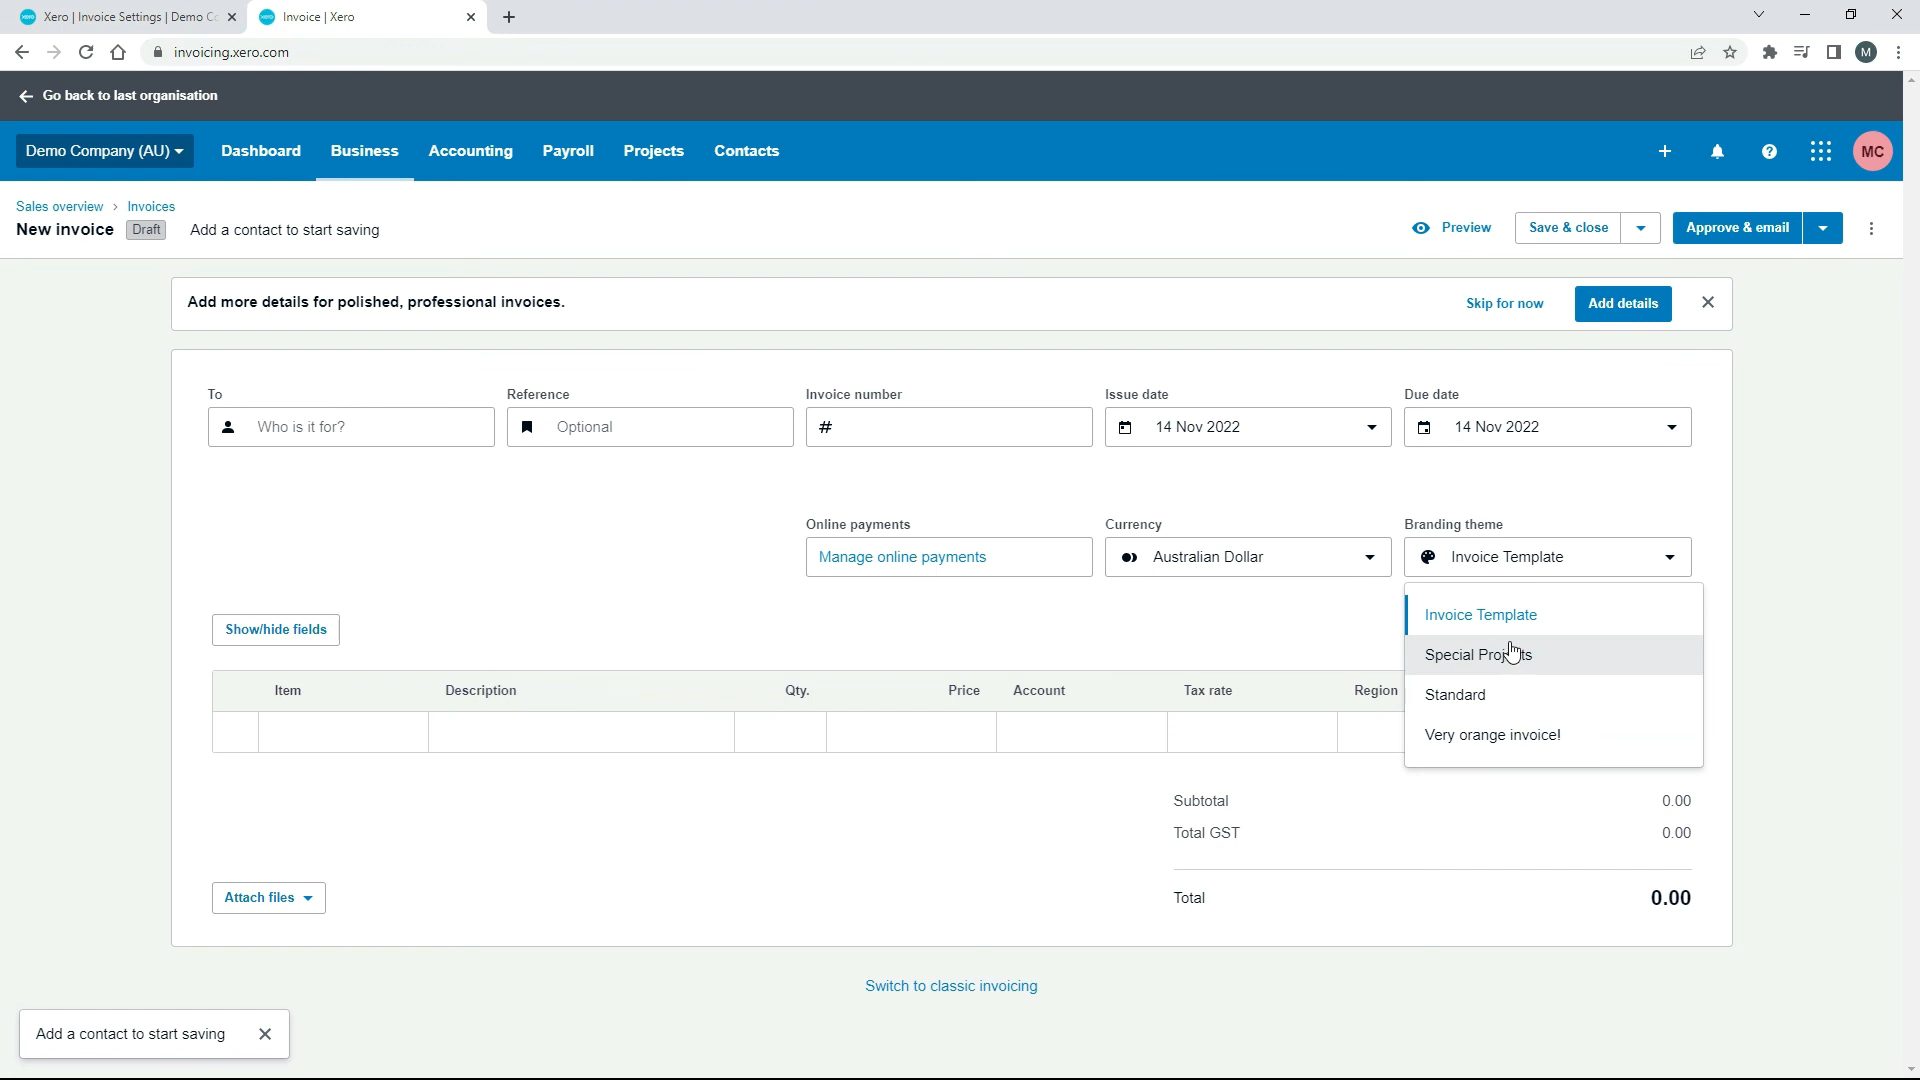 Xero | Invoice Settings | Demo Co
Invoice | Xero
invoicing.xero.com
M
Go back to last organisation
Demo Company (AU)
Dashboard
Business
Accounting
Payroll
Projects
Contacts
MC
Sales overview
Invoices
New invoice
Draft
Add a contact to start saving
Preview
Save & close
Approve & email
Add more details for polished, professional invoices.
Skip for now
Add details
To
Reference
Invoice number
Issue date
Due date
Who is it for?
Optional
#
14 Nov 2022
14 Nov 2022
Online payments
Currency
Branding theme
Manage online payments
Australian Dollar
Invoice Template
Invoice Template
Special Projects
Standard
Very orange invoice!
Show/hide fields
Item
Description
Qty.
Price
Account
Tax rate
Region
Subtotal
0.00
Total GST
0.00
Attach files
Total
0.00
Switch to classic invoicing
Add a contact to start saving